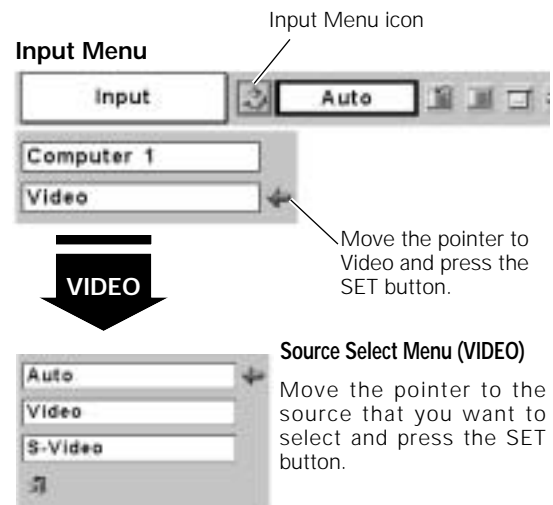 Input Menu icon
Input Menu
Input
Auto
Computer 1
Video
Move the pointer to
Video and press the
SET button.
VIDEO
Source Select Menu (VIDEO)
Auto
Video
S-Video
Move the pointer to the
source that you want to
select and press the SET
button.